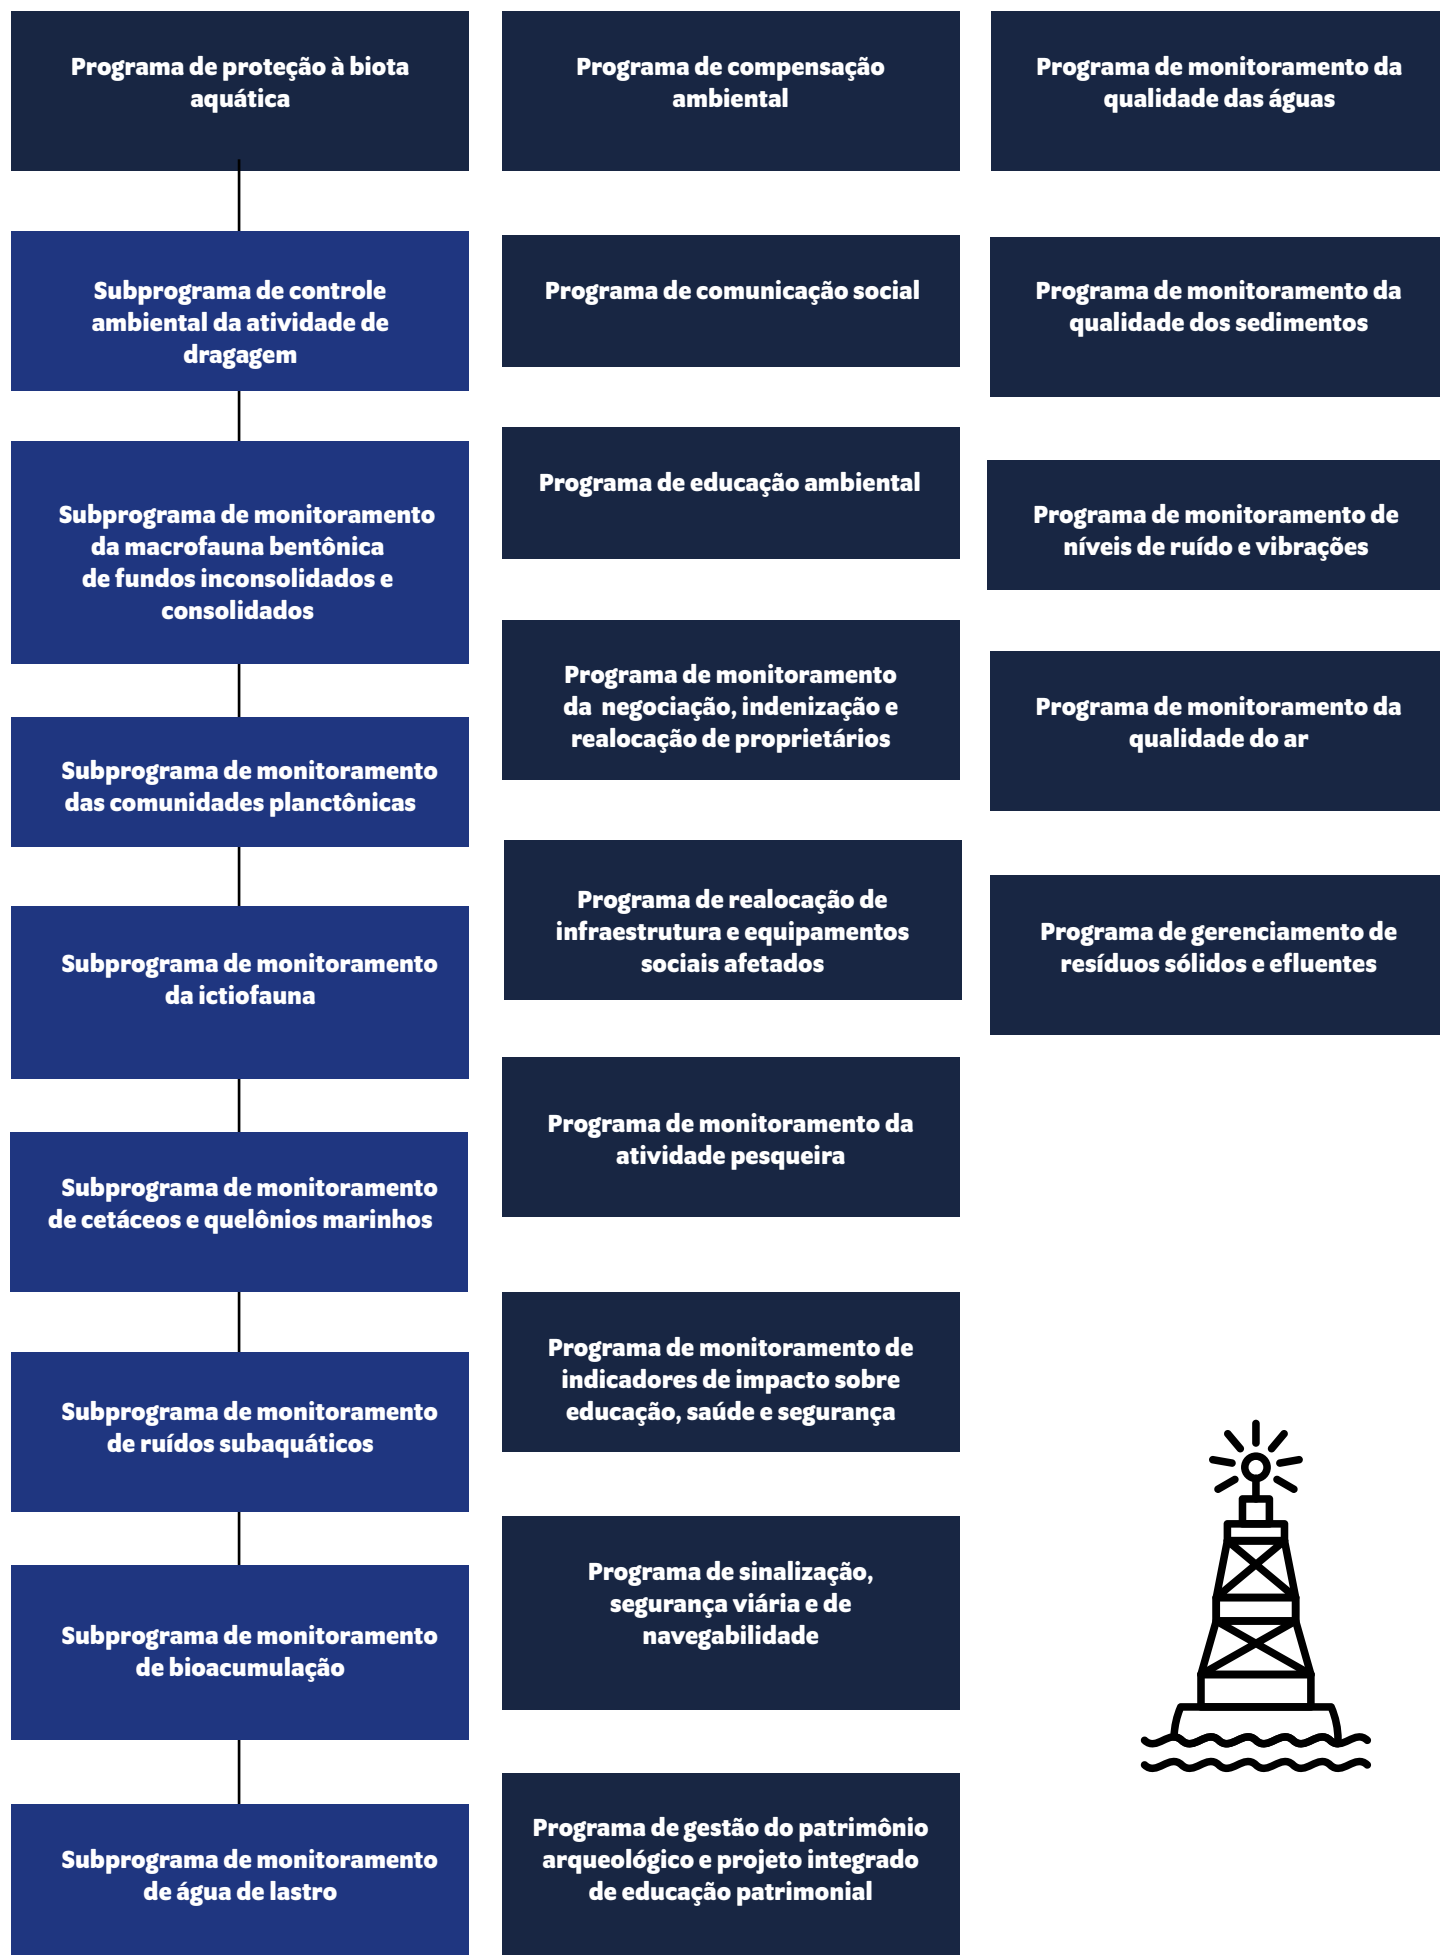 Programa de proteção à biota
aquática
Subprograma de controle
ambiental da atividade de
dragagem
Subprograma de monitoramento
da macrofauna bentônica
de fundos inconsolidados e
consolidados
Subprograma de monitoramento
das comunidades planctônicas
Subprograma de monitoramento
da ictiofauna
Subprograma de monitoramento
de cetáceos e quelônios marinhos
Subprograma de monitoramento
de ruídos subaquáticos
Subprograma de monitoramento
de bioacumulação
Subprograma de monitoramento
de água de lastro
Programa de compensação
ambiental
Programa de comunicação social
Programa de educação ambiental
Programa de monitoramento
da negociação, indenização e
realocação de proprietários
Programa de realocação de
infraestrutura e equipamentos
sociais afetados
Programa de monitoramento da
atividade pesqueira
Programa de monitoramento de
indicadores de impacto sobre
educação, saúde e segurança
Programa de sinalização,
segurança viária e de
navegabilidade
Programa de gestão do patrimônio
arqueológico e projeto integrado
de educação patrimonial
Programa de monitoramento da
qualidade das águas
Programa de monitoramento da
qualidade dos sedimentos
Programa de monitoramento de
níveis de ruído e vibrações
Programa de monitoramento da
qualidade do ar
Programa de gerenciamento de
resíduos sólidos e efluentes